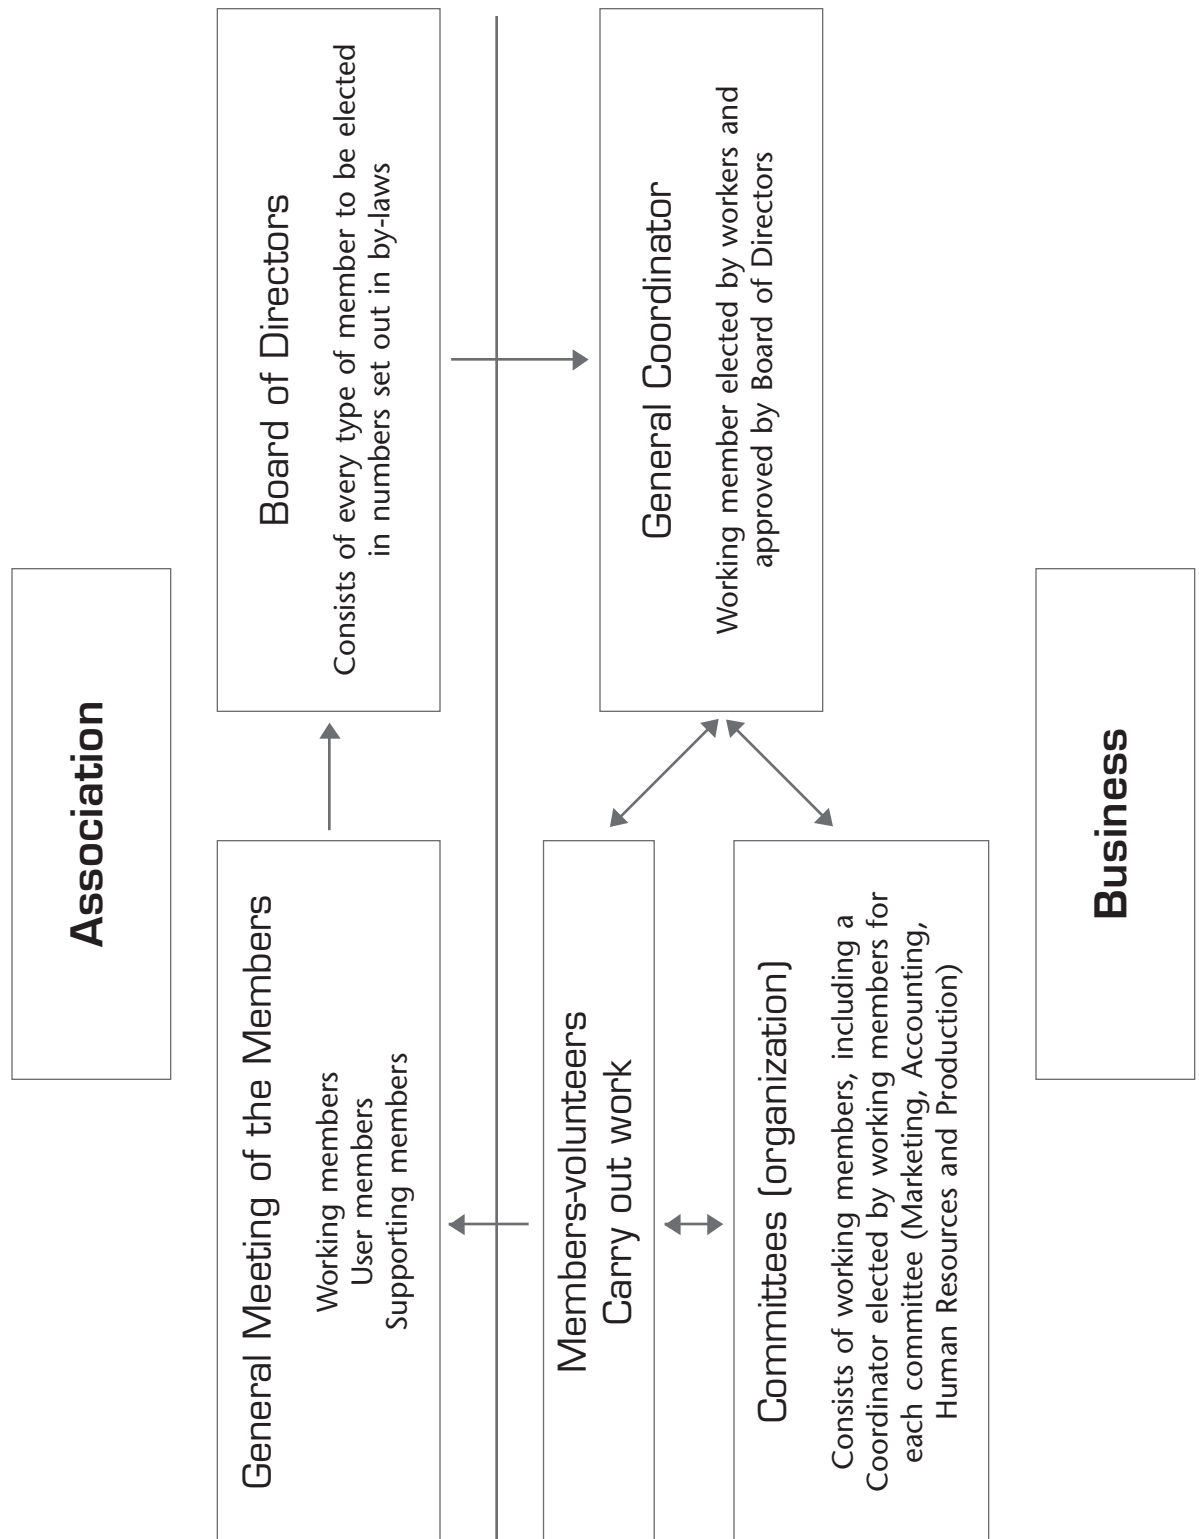 Association
General Meeting of the Members
Working members
User members
Supporting members
Board of Directors
Consists of every type of member to be elected
in numbers set out in by-laws
Members-volunteers
Carry out work
Committees (organization)
Consists of working members, including a
Coordinator elected by working members for
each committee (Marketing, Accounting,
Human Resources and Production)
General Coordinator
Working member elected by workers and
approved by Board of Directors
Business